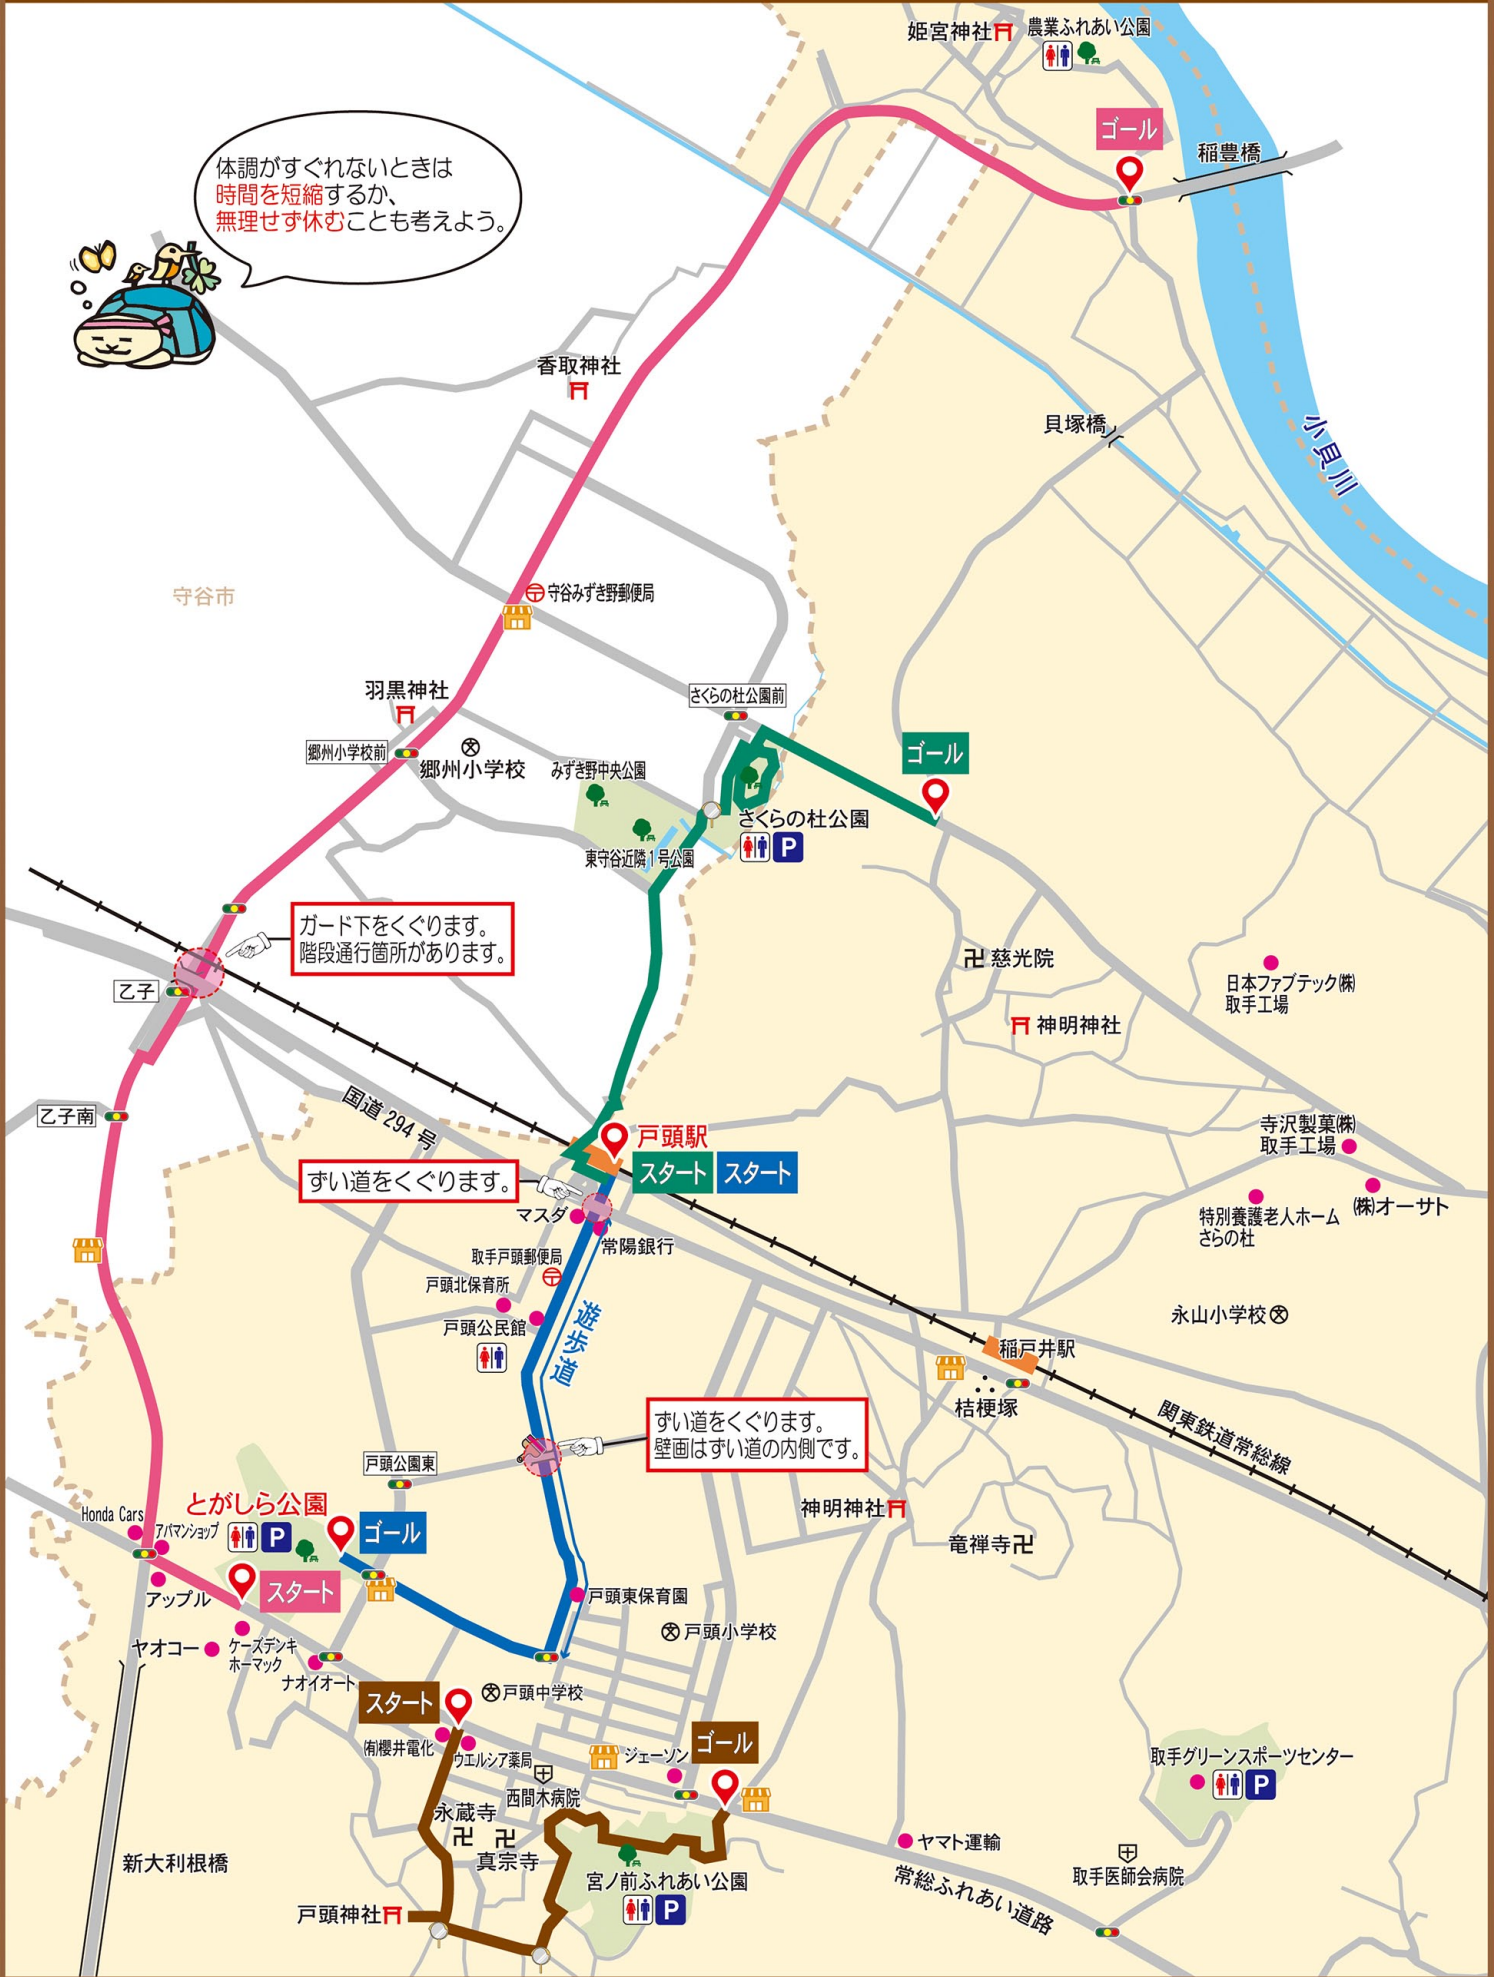 姫宮神社
農業ふれあい公園
ゴール
稲豊橋
体調がすぐれないときは
時間を短縮するか、
無理せず休むことも考えよう。
香取神社
貝塚橋
小貝川
守谷市
守谷みずき野郵便局
羽黒神社
さくらの杜公園前
郷州小学校前
郷州小学校
みずき野中央公園
ゴール
さくらの杜公園
P
東守谷近隣1号公園
ガード下をくぐります。
階段通行箇所があります。
乙子
慈光院
日本ファブテック㈱
取手工場
神明神社
乙子南
国道294号
戸頭駅
スタート
スタート
寺沢製菓㈱
取手工場
ずい道をくぐります。
マスダ
常陽銀行
特別養護老人ホーム
さらの杜
㈱オーサト
取手戸頭郵便局
戸頭北保育所
戸頭公民館
遊歩道
永山小学校
稲戸井駅
桔梗塚
関東鉄道常総線
ずい道をくぐります。
壁画はずい道の内側です。
戸頭公園東
Honda Cars
アパマンショップ
とがしら公園
P
ゴール
神明神社
竜禅寺
アップル
スタート
戸頭東保育園
戸頭小学校
ヤオコー
ケーズデンキ
ホーマック
ナオイオート
スタート
戸頭中学校
㈲櫻井電化
ウエルシア薬局
ジェーソン
ゴール
西間木病院
取手グリーンスポーツセンター
P
永蔵寺
真宗寺
新大利根橋
宮ノ前ふれあい公園
P
ヤマト運輸
取手医師会病院
常総ふれあい道路
戸頭神社